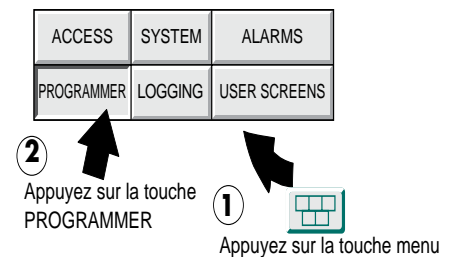 ACCESS SYSTEM ALARMS
PROGRAMMER LOGGING USER SCREENS
2
Appuyez sur la touche
PROGRAMMER
1
Appuyez sur la touche menu